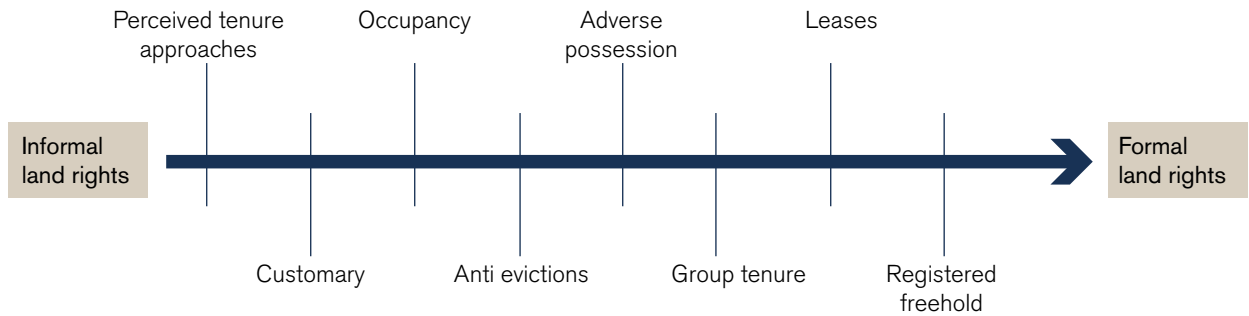 Perceived tenure
approaches
Occupancy
Adverse
possession
Leases
Informal
land rights
Formal
land rights
Customary
Anti evictions
Group tenure
Registered
freehold